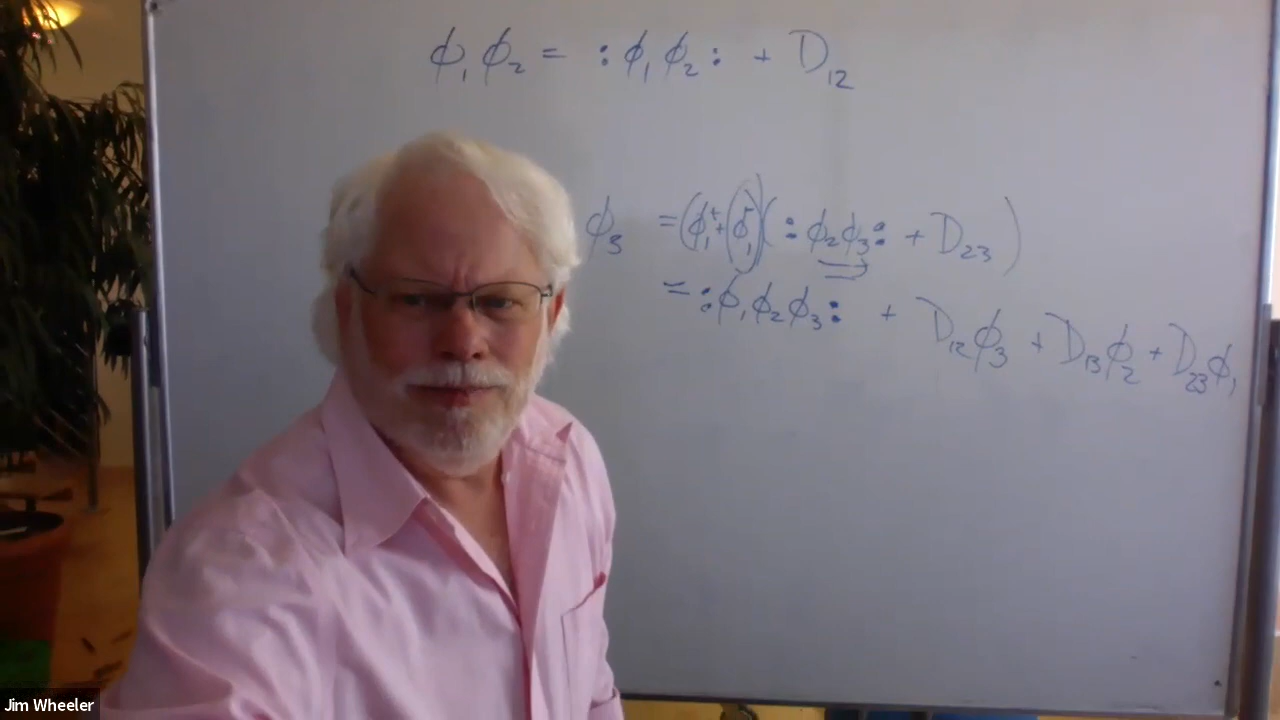 ϕ₁ϕ₂ = :ϕ₁ϕ₂: + D₁₂
ϕ₃ = (ϕ₁⁺ + (ϕ₁⁻))(:ϕ₂ϕ₃: + D₂₃)
= :ϕ₁ϕ₂ϕ₃: + D₁₂ϕ₃ + D₁₃ϕ₂ + D₂₃ϕ₁
Jim Wheeler